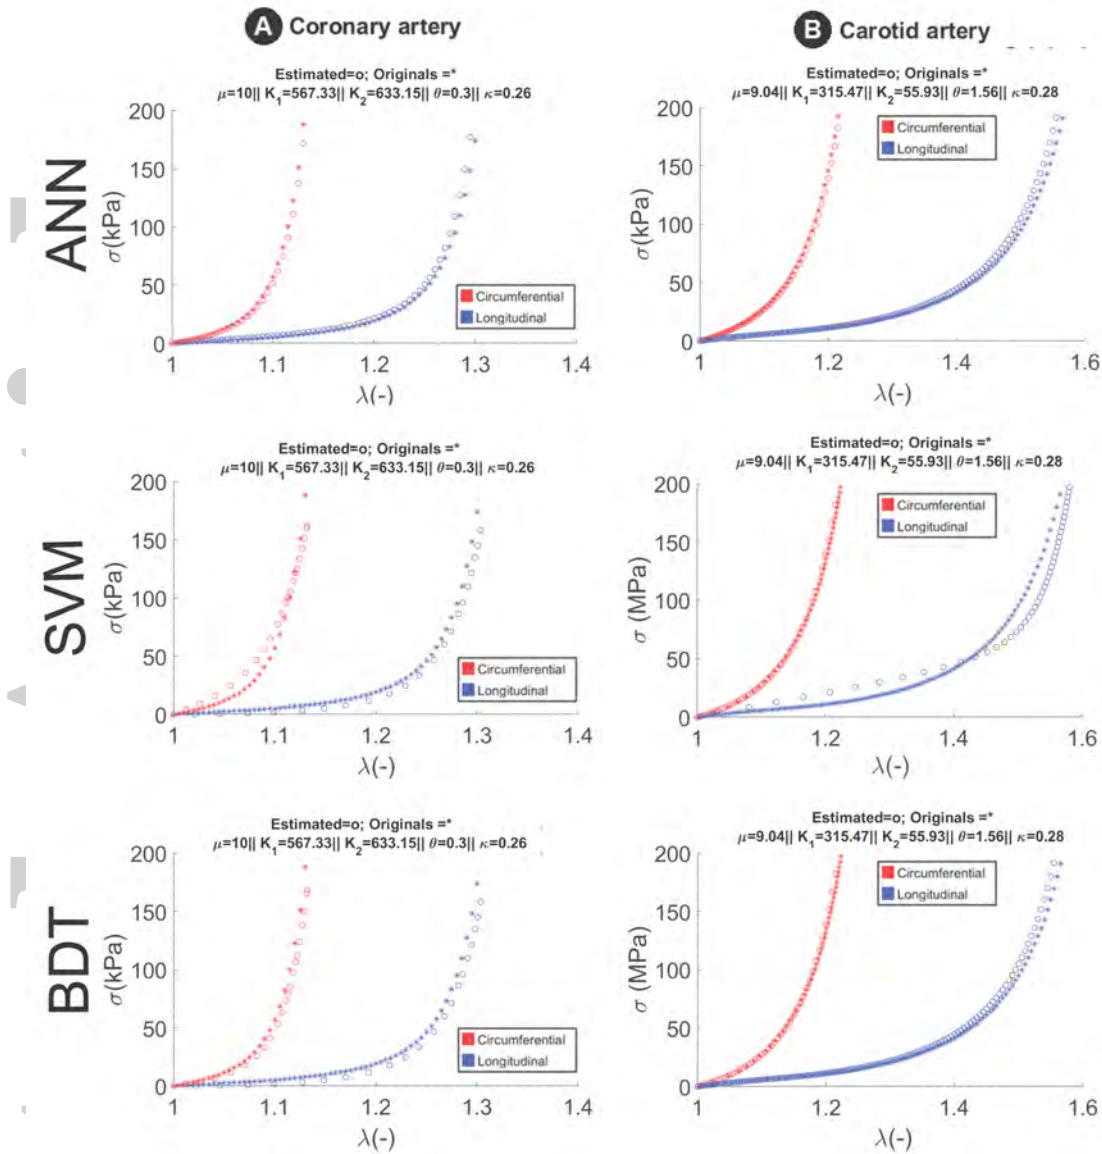 A Coronary artery
B Carotid artery
ANN
Estimated=o; Originals =*
μ=10|| K1=567.33|| K2=633.15|| θ=0.3|| κ=0.26
200
150
100
50
0
σ(kPa)
Circumferential
Longitudinal
1
1.1
1.2
1.3
1.4
λ(-)
Estimated=o; Originals =*
μ=9.04|| K1=315.47|| K2=55.93|| θ=1.56|| κ=0.28
200
150
100
50
0
σ(kPa)
Circumferential
Longitudinal
1
1.2
1.4
1.6
λ(-)
SVM
Estimated=o; Originals =*
μ=10|| K1=567.33|| K2=633.15|| θ=0.3|| κ=0.26
200
150
100
50
0
σ(kPa)
Circumferential
Longitudinal
1
1.1
1.2
1.3
1.4
λ(-)
Estimated=o; Originals =*
μ=9.04|| K1=315.47|| K2=55.93|| θ=1.56|| κ=0.28
200
150
100
50
0
σ (MPa)
Circumferential
Longitudinal
1
1.2
1.4
1.6
λ(-)
BDT
Estimated=o; Originals =*
μ=10|| K1=567.33|| K2=633.15|| θ=0.3|| κ=0.26
200
150
100
50
0
σ(kPa)
Circumferential
Longitudinal
1
1.1
1.2
1.3
1.4
λ(-)
Estimated=o; Originals =*
μ=9.04|| K1=315.47|| K2=55.93|| θ=1.56|| κ=0.28
200
150
100
50
0
σ (MPa)
Circumferential
Longitudinal
1
1.2
1.4
1.6
λ(-)